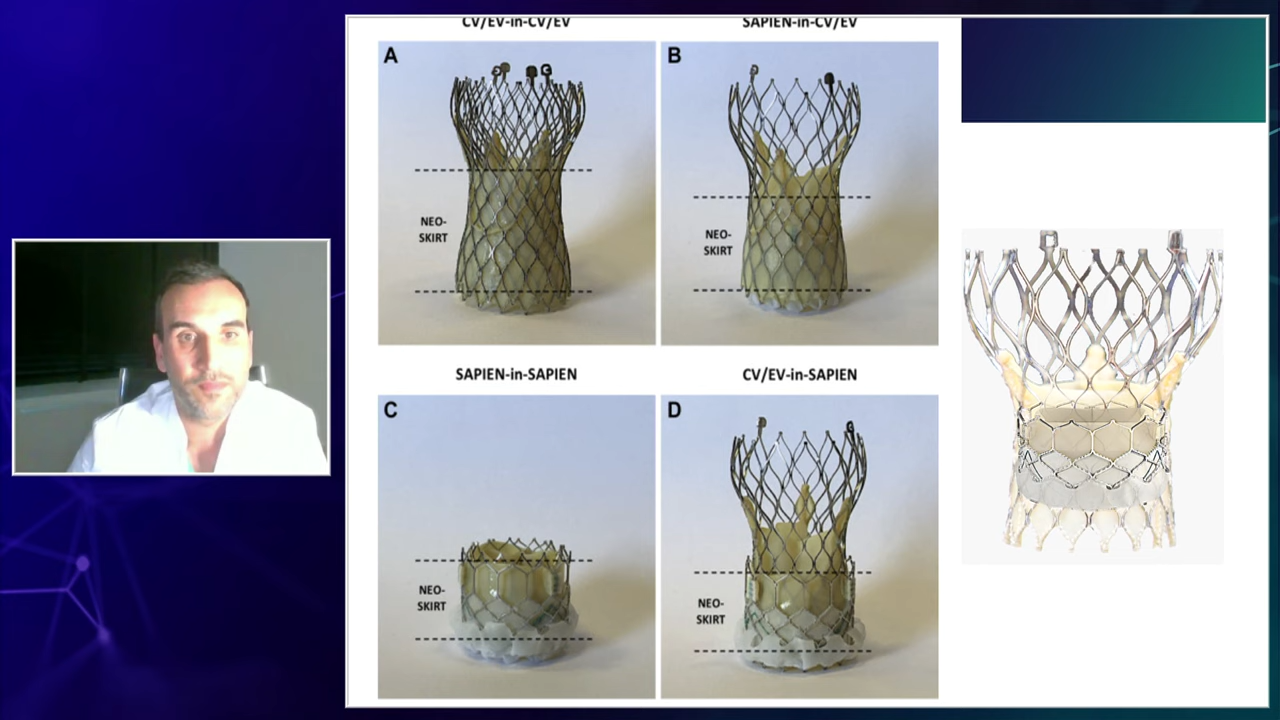 CV/EV-in-CV/EV
SAPIEN-in-CV/EV
A
B
NEO-
SKIRT
NEO-
SKIRT
SAPIEN-in-SAPIEN
CV/EV-in-SAPIEN
C
D
NEO-
SKIRT
NEO-
SKIRT